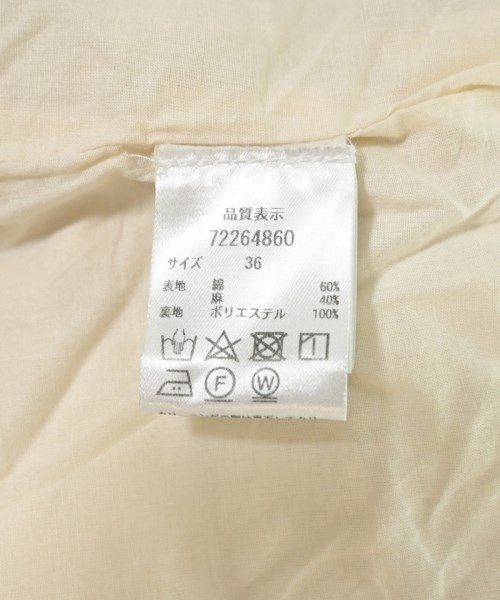 品質表示
72264860
サイズ 36
表地 綿 60%
麻 40%
裏地 ポリエステル 100%
F W